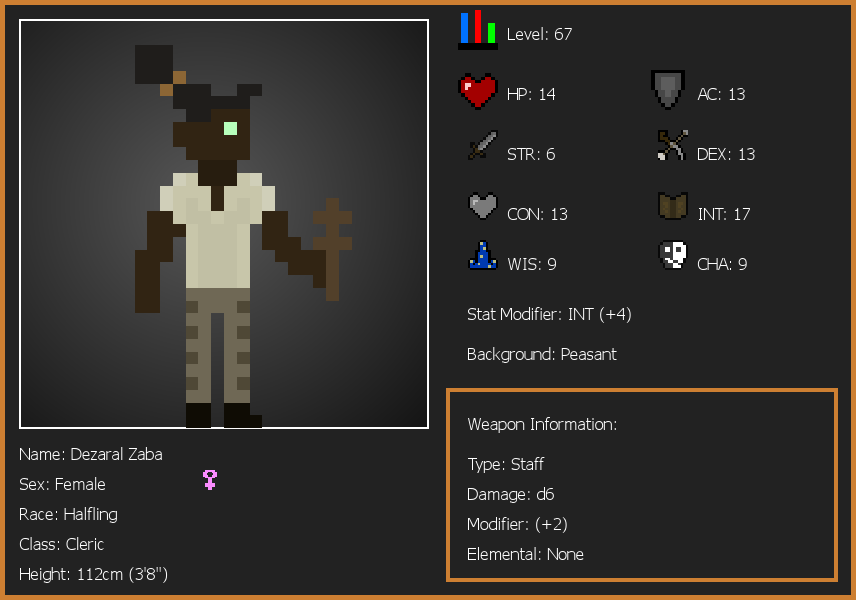 Level: 67
HP: 14
AC: 13
STR: 6
DEX: 13
CON: 13
INT: 17
WIS: 9
CHA: 9
Stat Modifier: INT (+4)
Background: Peasant
Weapon Information:
Type: Staff
Damage: d6
Modifier: (+2)
Elemental: None
Name: Dezaral Zaba
Sex: Female
Race: Halfling
Class: Cleric
Height: 112cm (3'8")